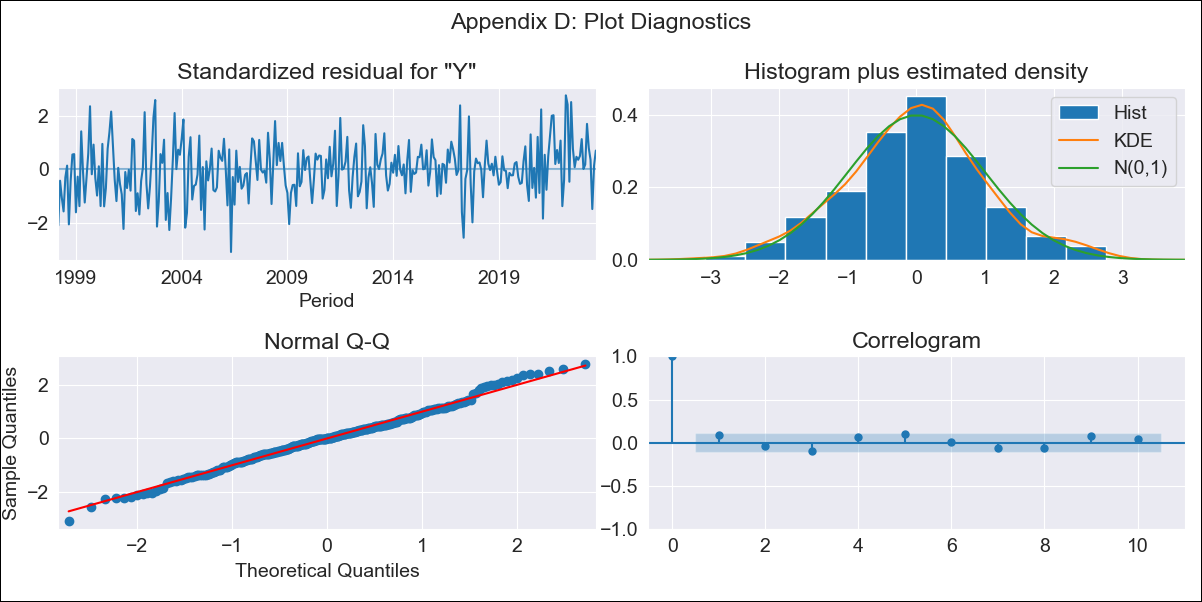 Appendix D: Plot Diagnostics
Standardized residual for "Y"
2
0
−2
1999 2004 2009 2014 2019
Period
Histogram plus estimated density
0.4
0.2
0.0
Hist
KDE
N(0,1)
−3 −2 −1 0 1 2 3
Normal Q-Q
Sample Quantiles
2
0
−2
−2 −1 0 1 2
Theoretical Quantiles
Correlogram
1.0
0.5
0.0
−0.5
−1.0
0 2 4 6 8 10